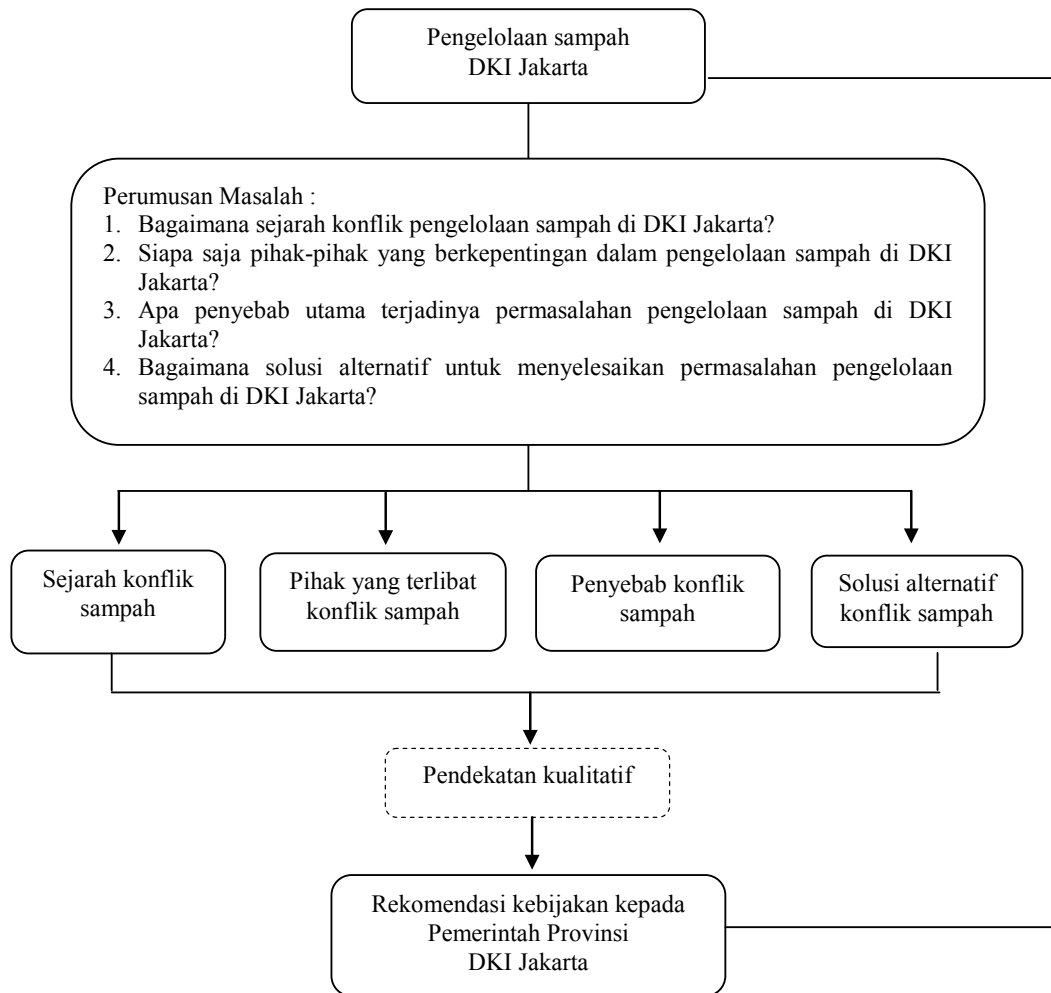 Pengelolaan sampah
DKI Jakarta
Perumusan Masalah :
1. Bagaimana sejarah konflik pengelolaan sampah di DKI Jakarta?
2. Siapa saja pihak-pihak yang berkepentingan dalam pengelolaan sampah di DKI
Jakarta?
3. Apa penyebab utama terjadinya permasalahan pengelolaan sampah di DKI
Jakarta?
4. Bagaimana solusi alternatif untuk menyelesaikan permasalahan pengelolaan
sampah di DKI Jakarta?
Sejarah konflik
sampah
Pihak yang terlibat
konflik sampah
Penyebab konflik
sampah
Solusi alternatif
konflik sampah
Pendekatan kualitatif
Rekomendasi kebijakan kepada
Pemerintah Provinsi
DKI Jakarta